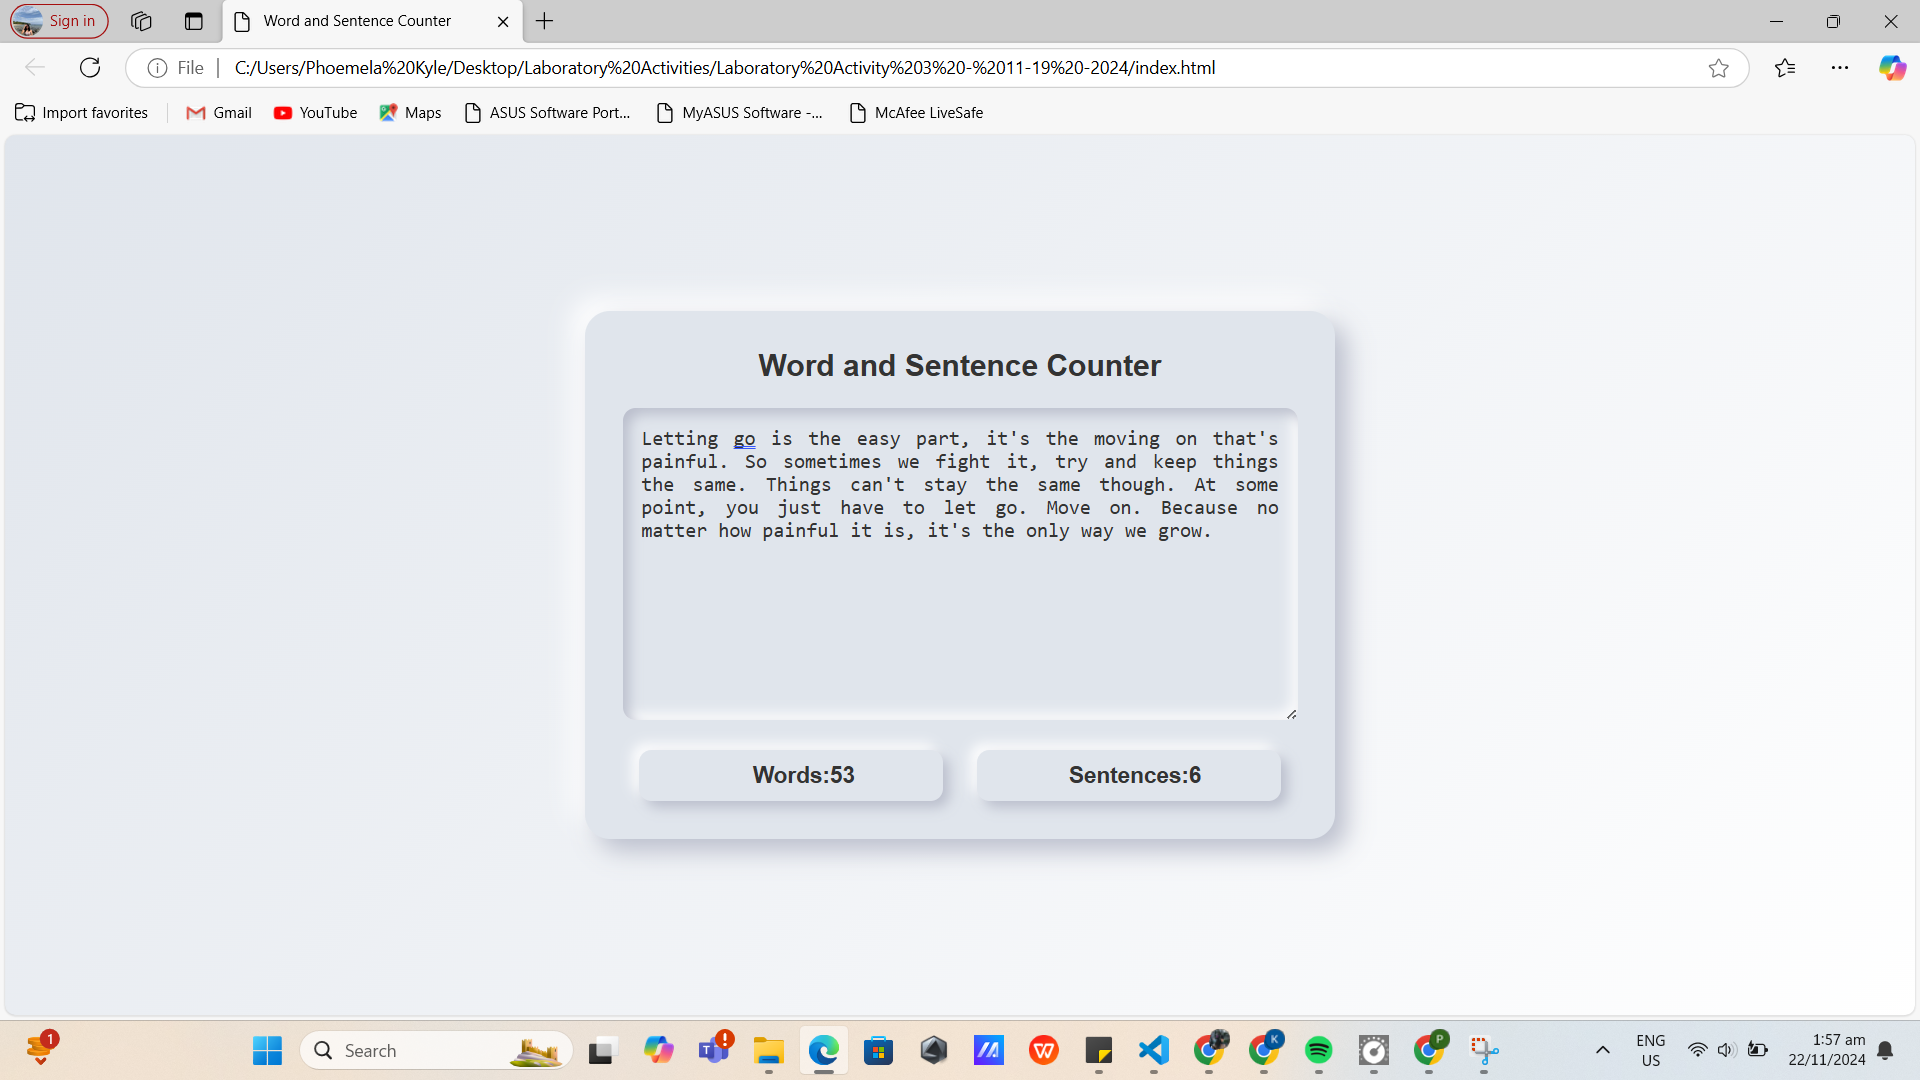 Sign in
Word and Sentence Counter
File
C:/Users/Phoemela%20Kyle/Desktop/Laboratory%20Activities/Laboratory%20Activity%203%20-%2011-19%20-2024/index.html
Import favorites
Gmail
YouTube
Maps
ASUS Software Port...
MyASUS Software -...
McAfee LiveSafe
Word and Sentence Counter
Letting go is the easy part, it's the moving on that's
painful. So sometimes we fight it, try and keep things
the same. Things can't stay the same though. At some
point, you just have to let go. Move on. Because no
matter how painful it is, it's the only way we grow.
Words:53
Sentences:6
1
Search
T
W
K
P
ENG
US
1:57 am
22/11/2024